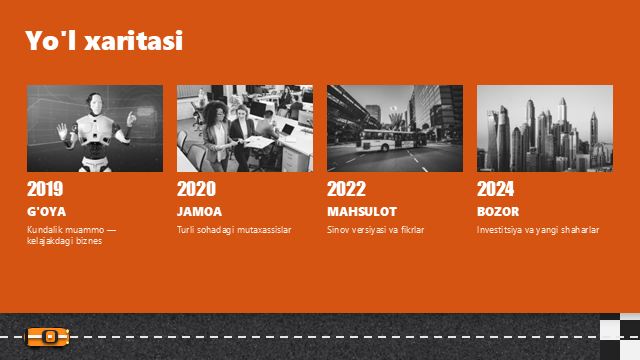 Yo'l xaritasi
2019
G'OYA
Kundalik muammo —
kelajakdagi biznes
2020
JAMOA
Turli sohadagi mutaxassislar
2022
MAHSULOT
Sinov versiyasi va fikrlar
2024
BOZOR
Investitsiya va yangi shaharlar